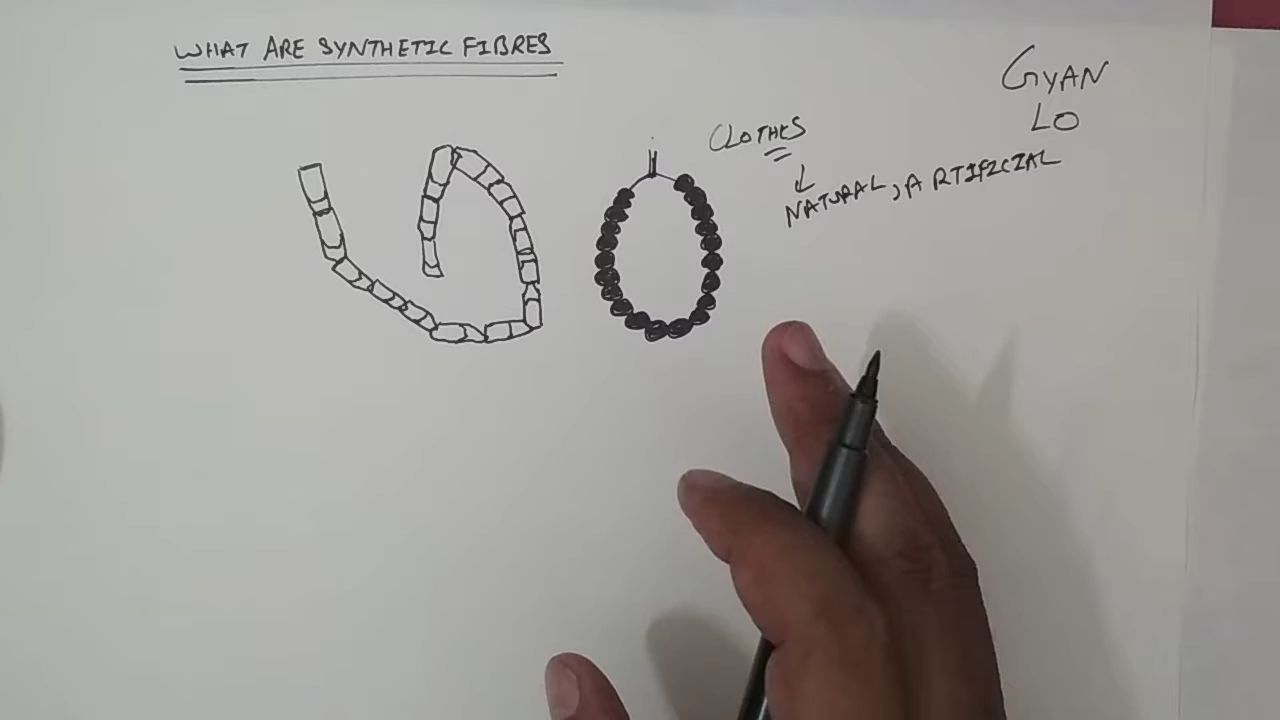 WHAT ARE SYNTHETIC FIBRES
GYAN
LO
CLOTHES
NATURAL, ARTIFICIAL